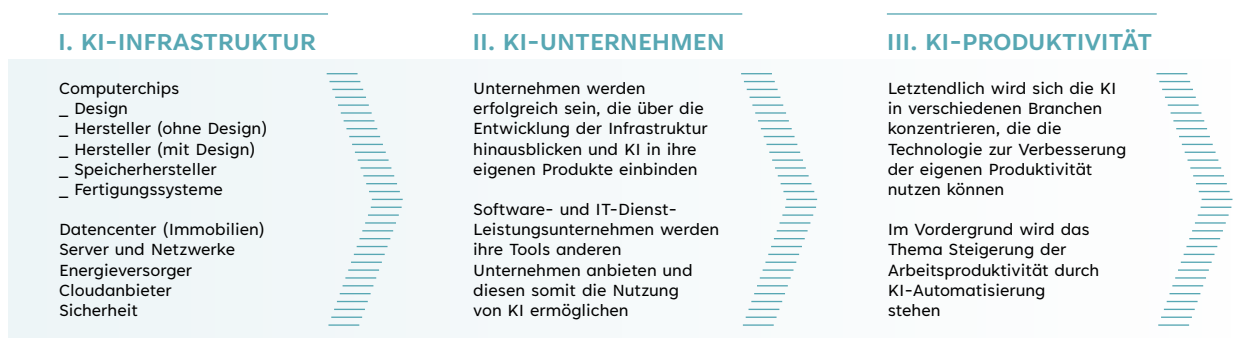 I. KI-INFRASTRUKTUR
Computerchips
_ Design
_ Hersteller (ohne Design)
_ Hersteller (mit Design)
_ Speicherhersteller
_ Fertigungssysteme
Datencenter (Immobilien)
Server und Netzwerke
Energieversorger
Cloudanbieter
Sicherheit
II. KI-UNTERNEHMEN
Unternehmen werden
erfolgreich sein, die über die
Entwicklung der Infrastruktur
hinausblicken und KI in ihre
eigenen Produkte einbinden
Software- und IT-Dienst-
Leistungsunternehmen werden
ihre Tools anderen
Unternehmen anbieten und
diesen somit die Nutzung
von KI ermöglichen
III. KI-PRODUKTIVITÄT
Letztendlich wird sich die KI
in verschiedenen Branchen
konzentrieren, die die
Technologie zur Verbesserung
der eigenen Produktivität
nutzen können
Im Vordergrund wird das
Thema Steigerung der
Arbeitsproduktivität durch
KI-Automatisierung
stehen